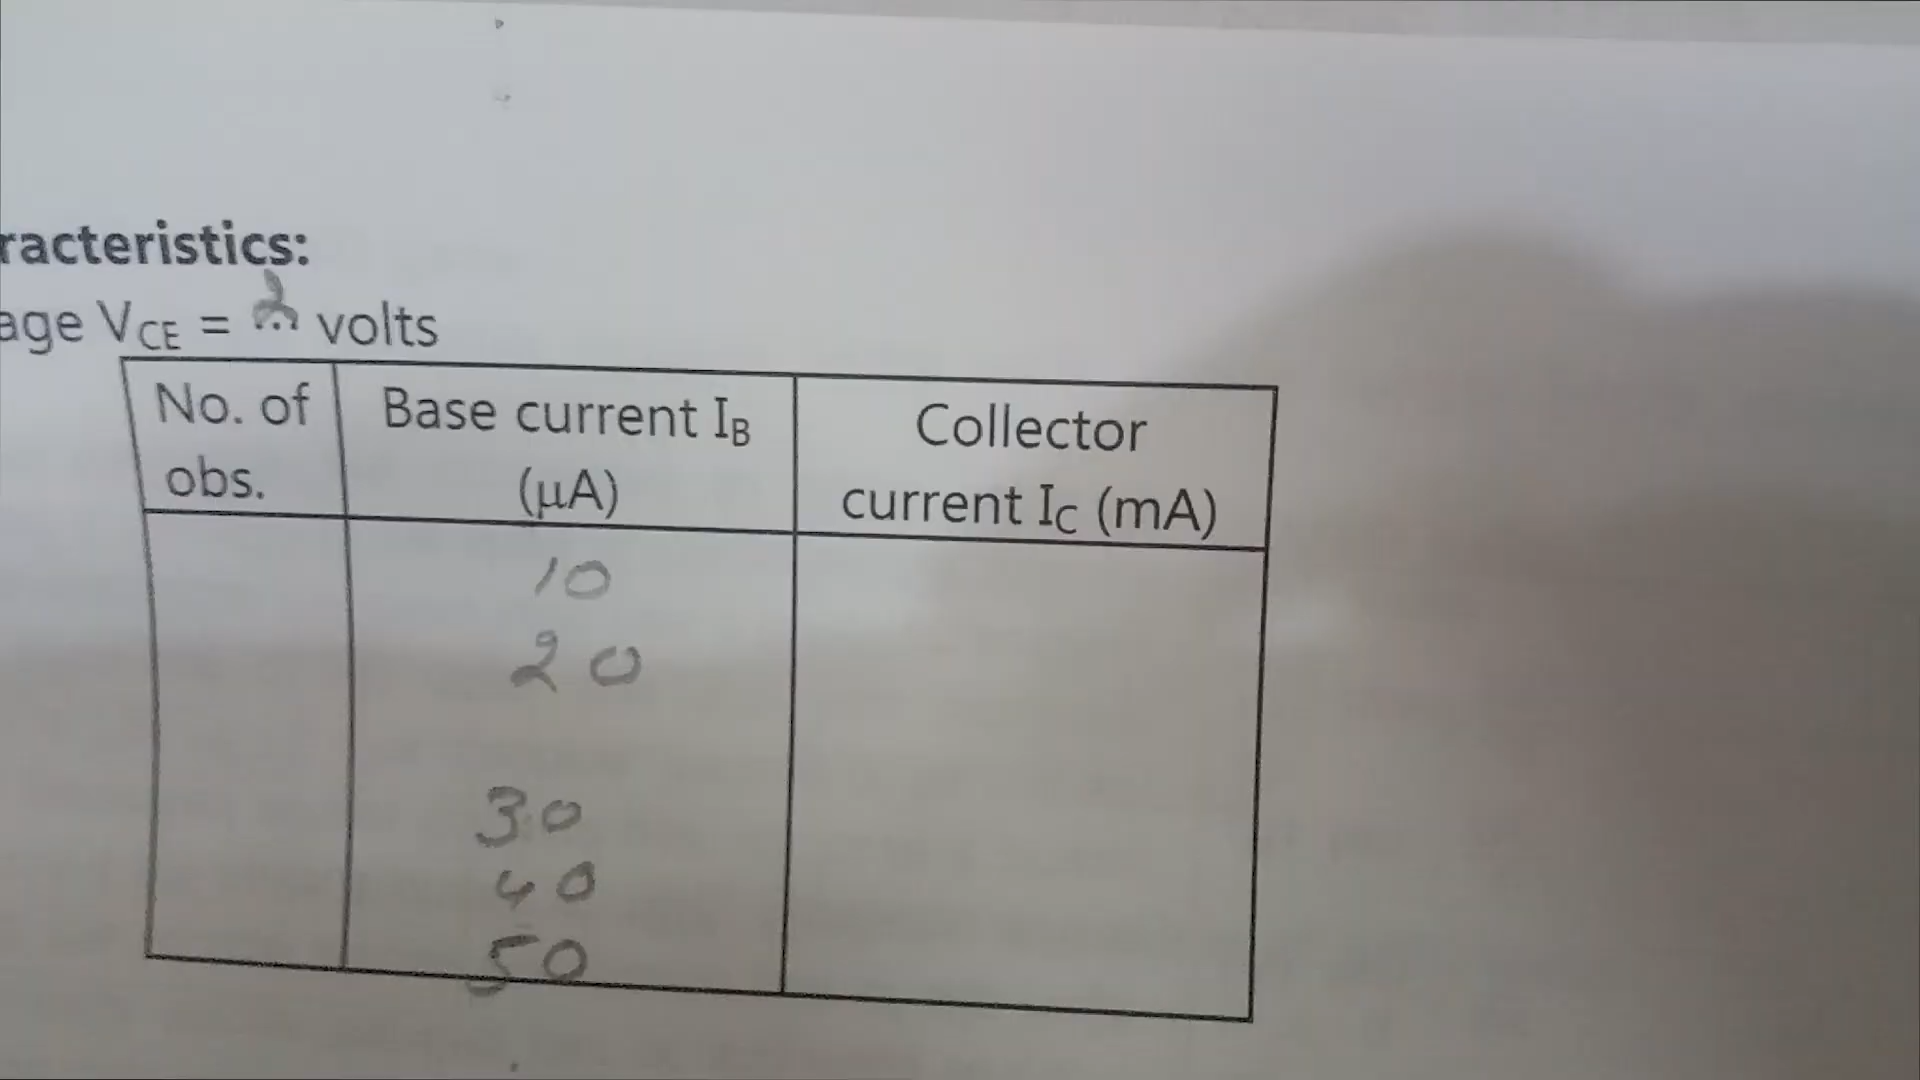 racteristics:
age VCE = 2 volts
No. of obs.
Base current IB (μA)
Collector current IC (mA)
10
20
30
40
50